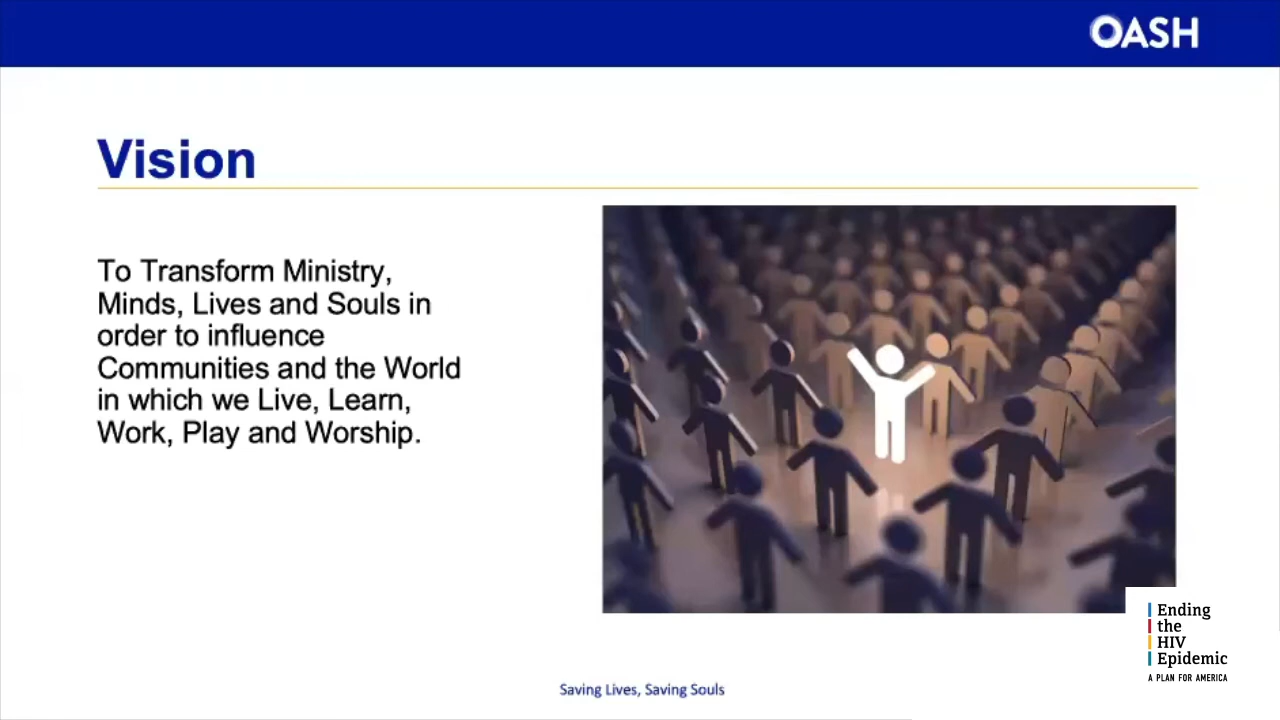 OASH
Vision
To Transform Ministry,
Minds, Lives and Souls in
order to influence
Communities and the World
in which we Live, Learn,
Work, Play and Worship.
Ending
the
HIV
Epidemic
A PLAN FOR AMERICA
Saving Lives, Saving Souls